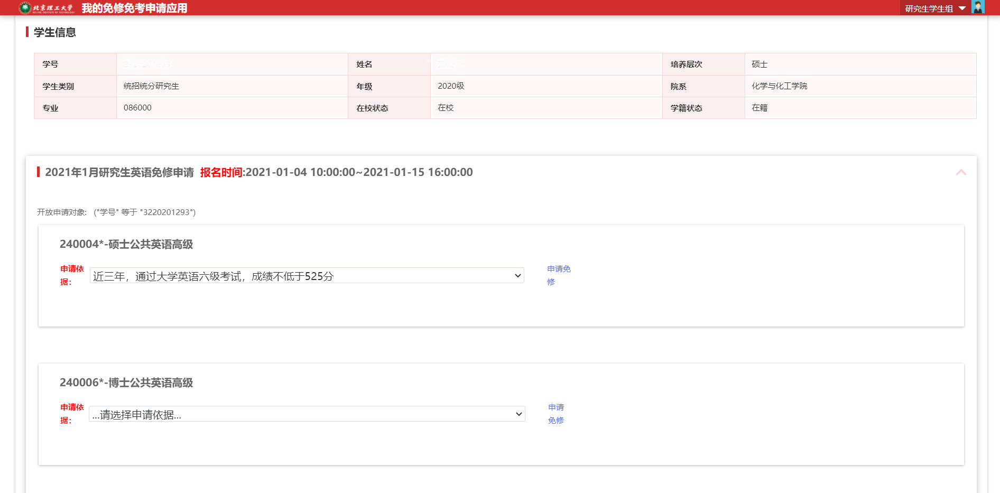 北京理工大学 我的免修免考申请应用 研究生学生组
BEIJING INSTITUTE OF TECHNOLOGY
学生信息
学号 姓名 培养层次 硕士
学生类别 统招统分研究生 年级 2020级 院系 化学与化工学院
专业 086000 在校状态 在校 学籍状态 在籍
2021年1月研究生英语免修申请 报名时间:2021-01-04 10:00:00~2021-01-15 16:00:00
开放申请对象: ("学号" 等于 "3220201293")
240004*-硕士公共英语高级
申请依
据：
近三年，通过大学英语六级考试，成绩不低于525分
申请免
修
240006*-博士公共英语高级
申请依
据：
...请选择申请依据...
申请
免修